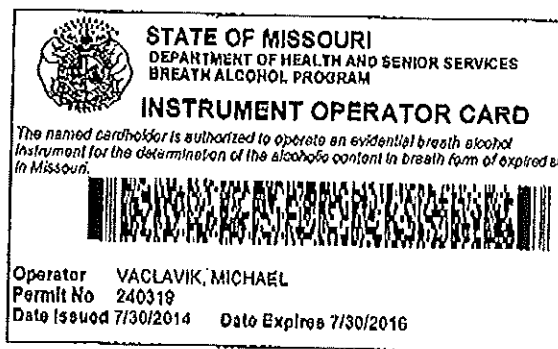 STATE OF MISSOURI
DEPARTMENT OF HEALTH AND SENIOR SERVICES
BREATH ALCOHOL PROGRAM
INSTRUMENT OPERATOR CARD
The named cardholder is authorized to operate an evidential breath alcohol
instrument for the determination of the alcoholic content in breath form of expired
in Missouri.
Operator VACLAVIK, MICHAEL
Permit No 240319
Date Issued 7/30/2014 Date Expires 7/30/2016